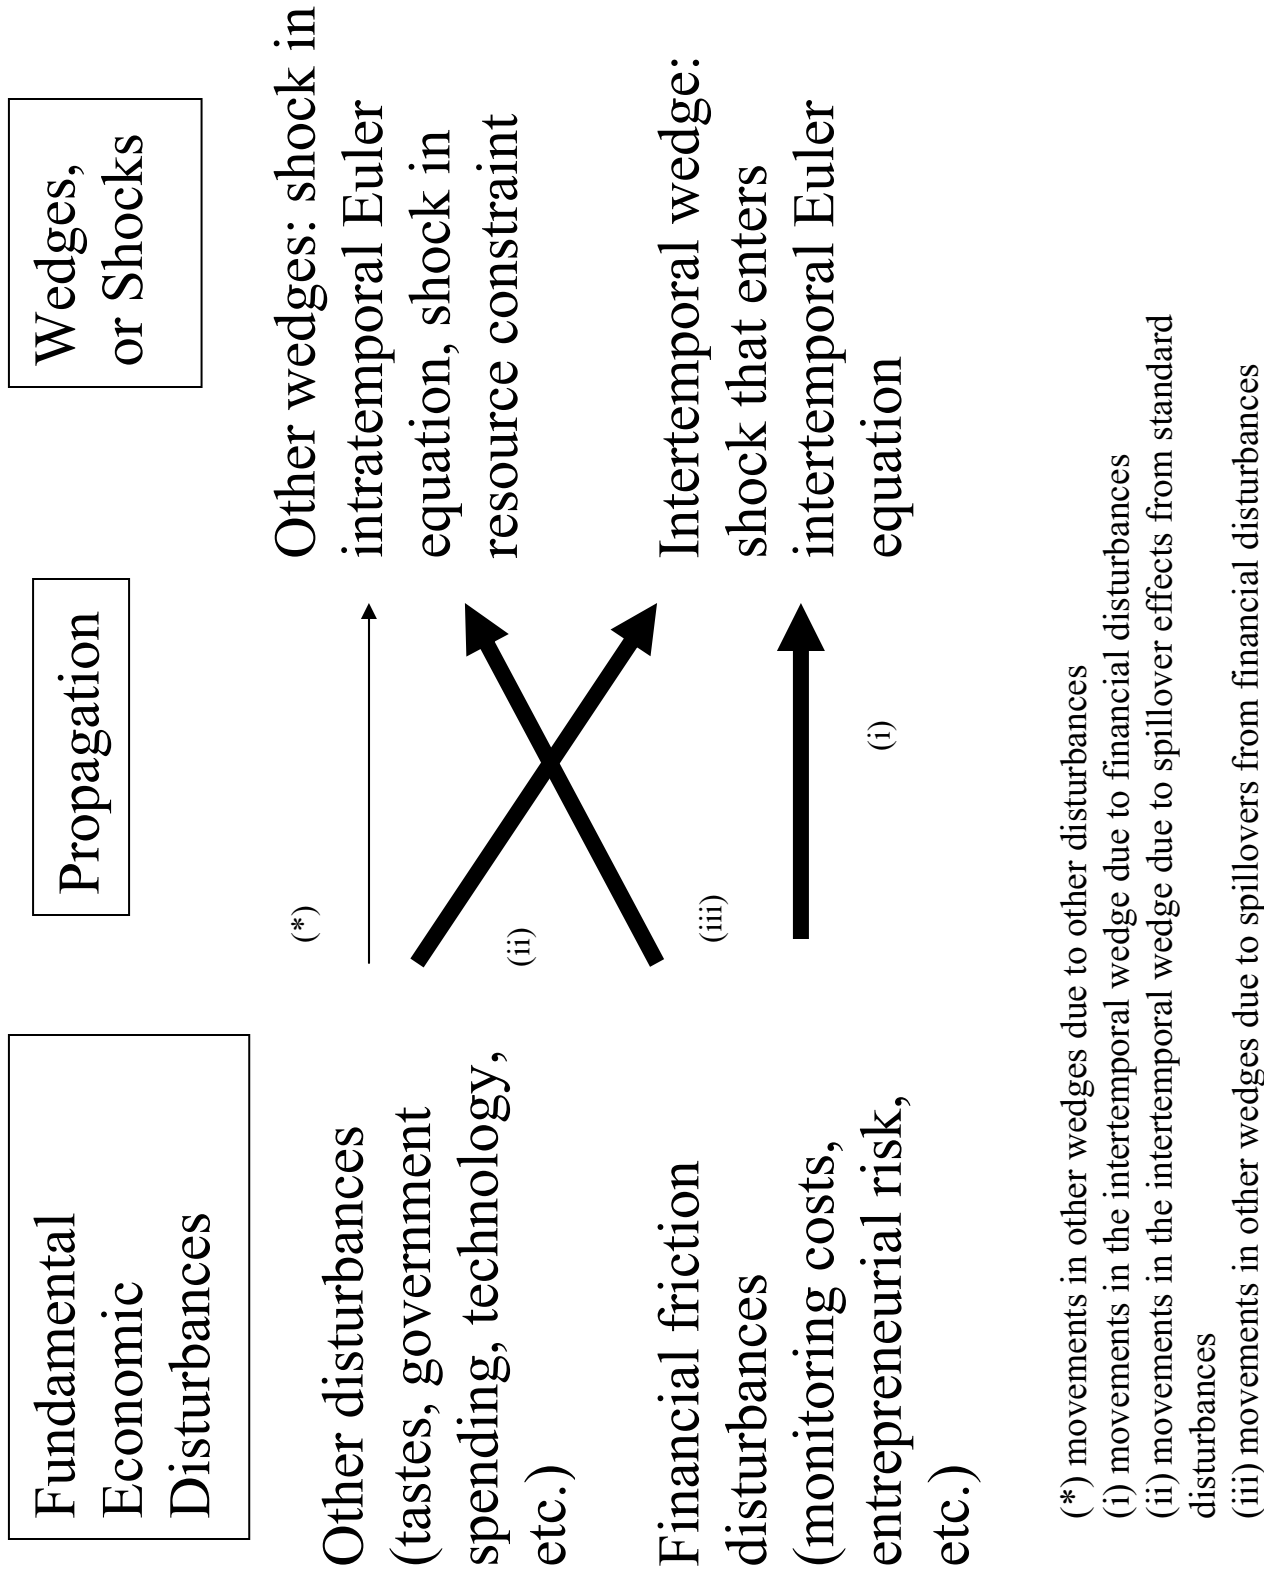 Fundamental
Economic
Disturbances
Propagation
Wedges,
or Shocks
Other disturbances
(tastes, government
spending, technology,
etc.)
(*)
(ii)
Other wedges: shock in
intratemporal Euler
equation, shock in
resource constraint
Financial friction
disturbances
(monitoring costs,
entrepreneurial risk,
etc.)
(iii)
(i)
Intertemporal wedge:
shock that enters
intertemporal Euler
equation
(*) movements in other wedges due to other disturbances
(i) movements in the intertemporal wedge due to financial disturbances
(ii) movements in the intertemporal wedge due to spillover effects from standard
disturbances
(iii) movements in other wedges due to spillovers from financial disturbances